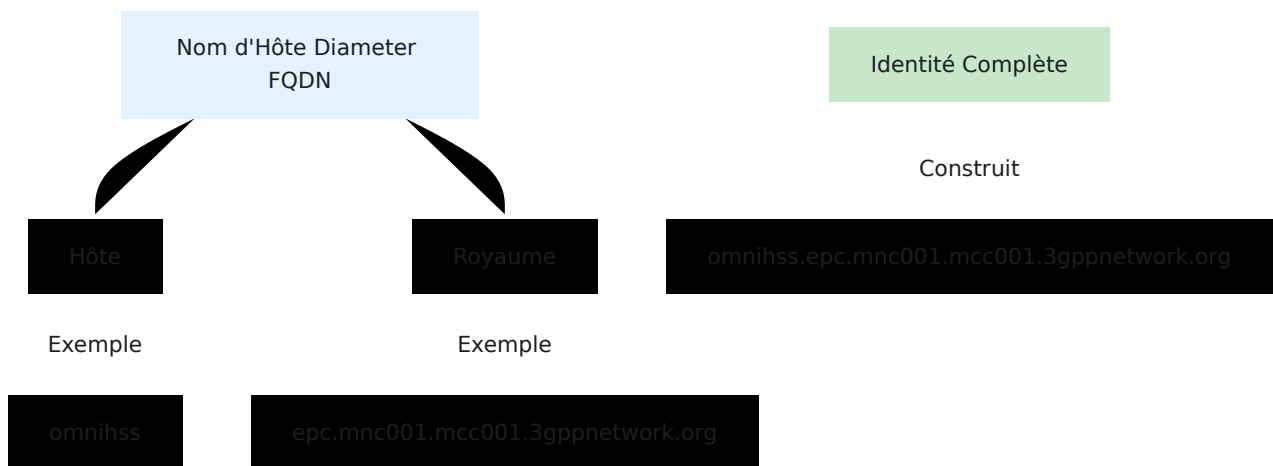 Nom d'Hôte Diameter
FQDN
Identité Complète
Construit
Hôte
Royaume
omnihss.epc.mnc001.mcc001.3gppnetwork.org
Exemple
Exemple
omnihss
epc.mnc001.mcc001.3gppnetwork.org